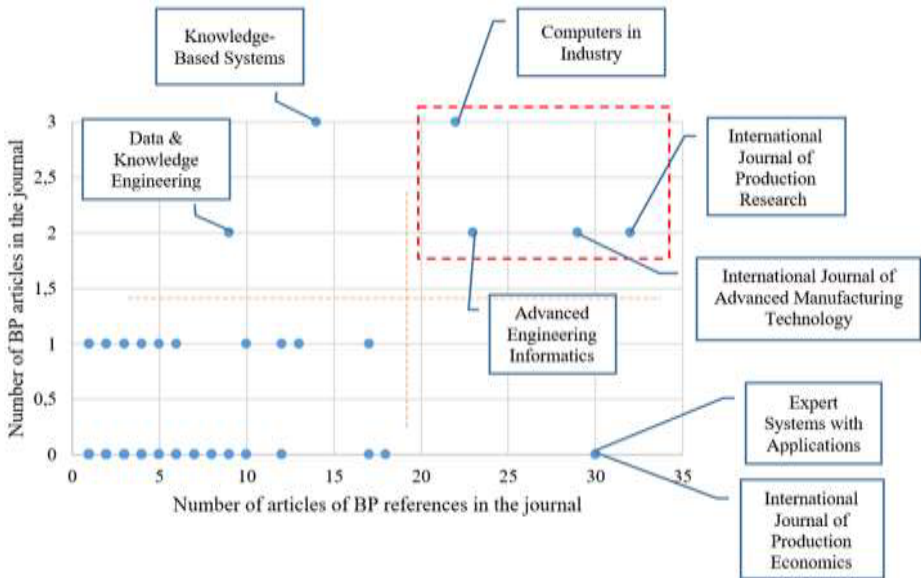 Knowledge-
Based Systems
Computers in
Industry
Data &
Knowledge
Engineering
International
Journal of
Production
Research
International Journal of
Advanced Manufacturing
Technology
Advanced
Engineering
Informatics
Expert
Systems with
Applications
International
Journal of
Production
Economics
Number of BP articles in the journal
3
2,5
2
1,5
1
0,5
0
0 5 10 15 20 25 30 35
Number of articles of BP references in the journal